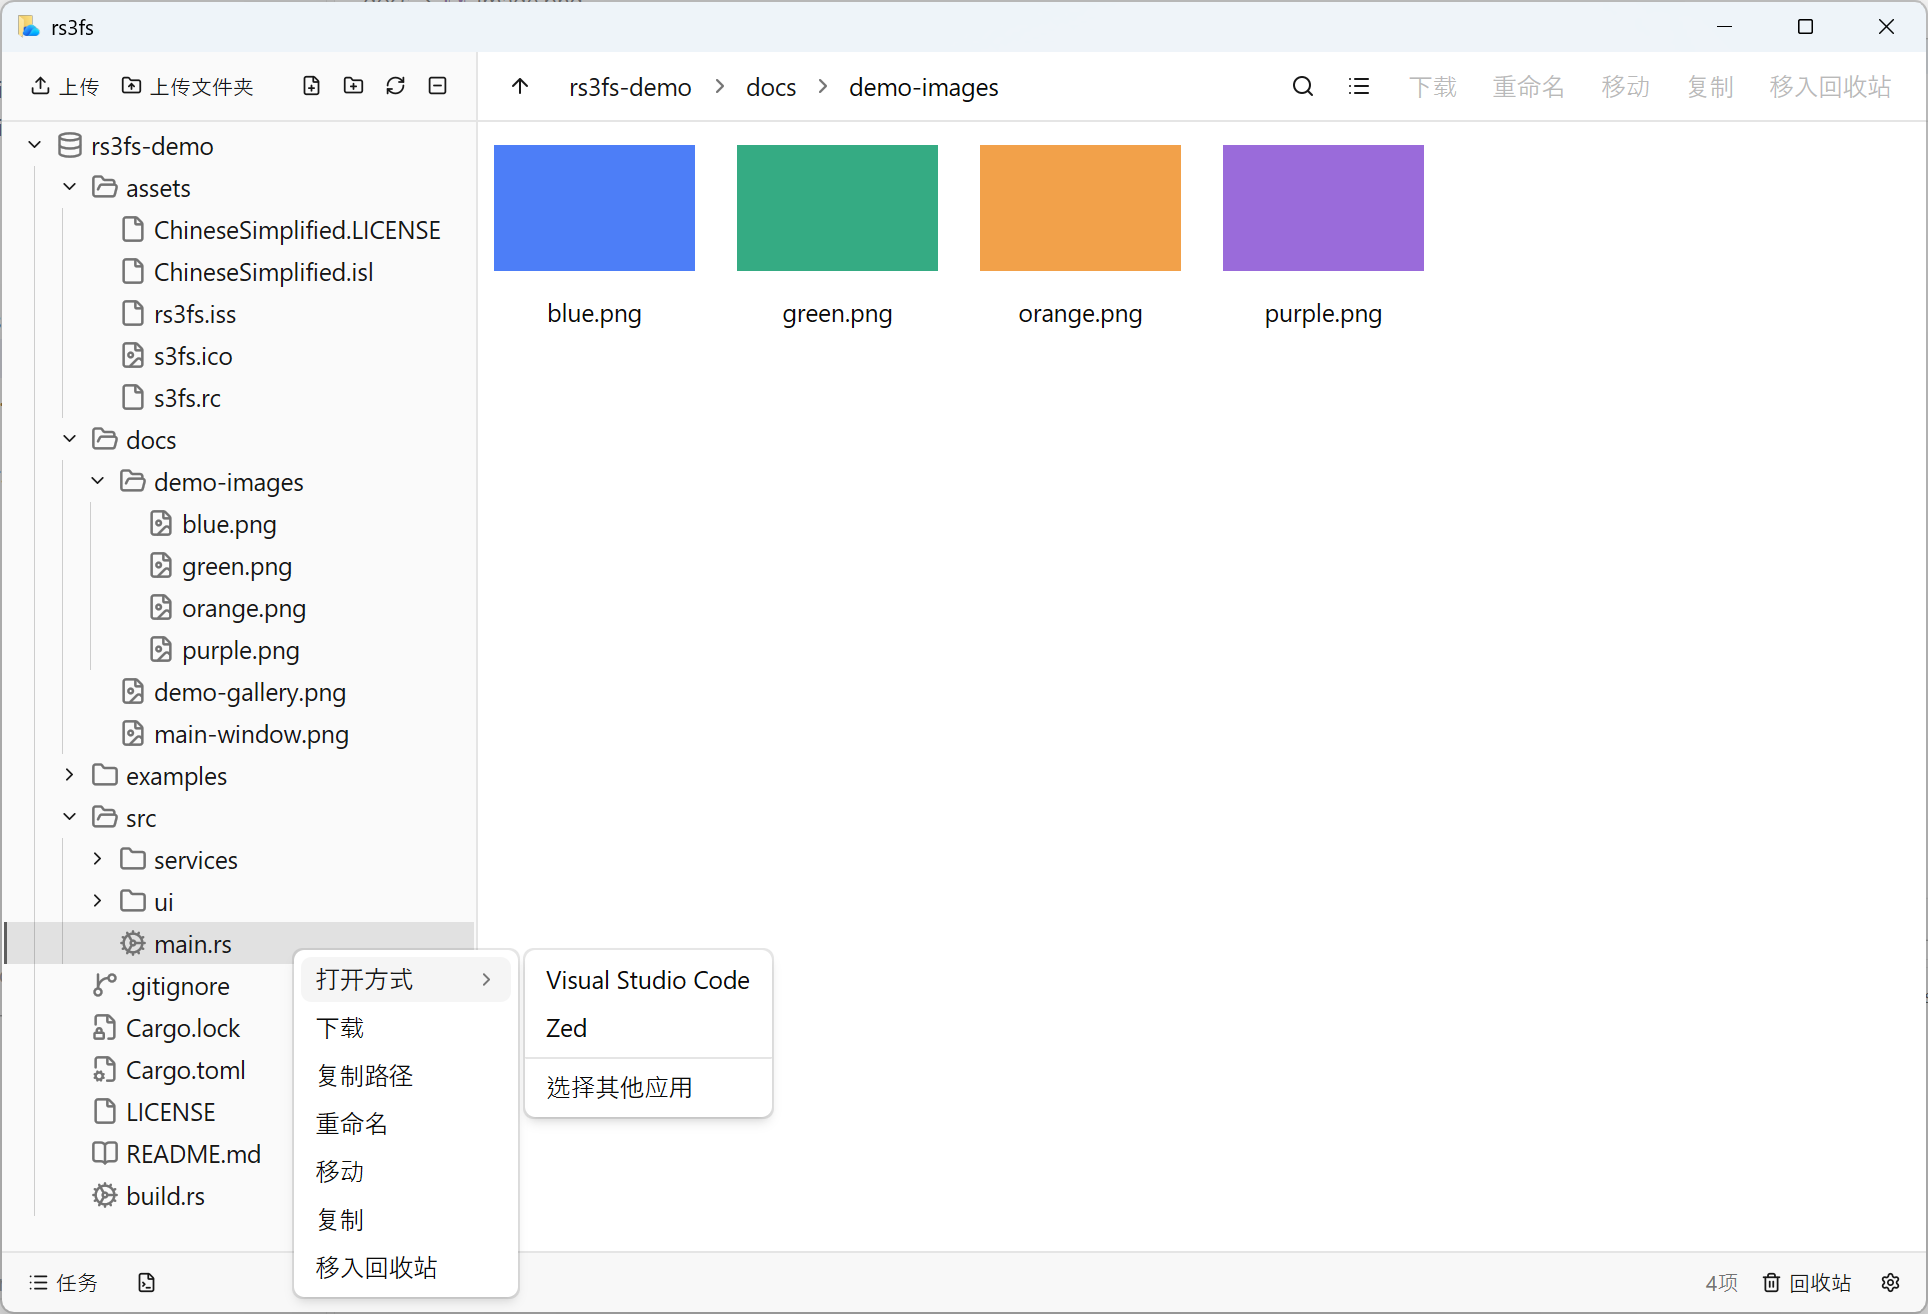 rs3fs
上传 上传文件夹
rs3fs-demo docs demo-images
下载 重命名 移动 复制 移入回收站
rs3fs-demo
assets
ChineseSimplified.LICENSE
ChineseSimplified.isl
rs3fs.iss
s3fs.ico
s3fs.rc
docs
demo-images
blue.png
green.png
orange.png
purple.png
demo-gallery.png
main-window.png
examples
src
services
ui
main.rs
.gitignore
Cargo.lock
Cargo.toml
LICENSE
README.md
build.rs
blue.png
green.png
orange.png
purple.png
打开方式
下载
复制路径
重命名
移动
复制
移入回收站
Visual Studio Code
Zed
选择其他应用
任务
4项 回收站